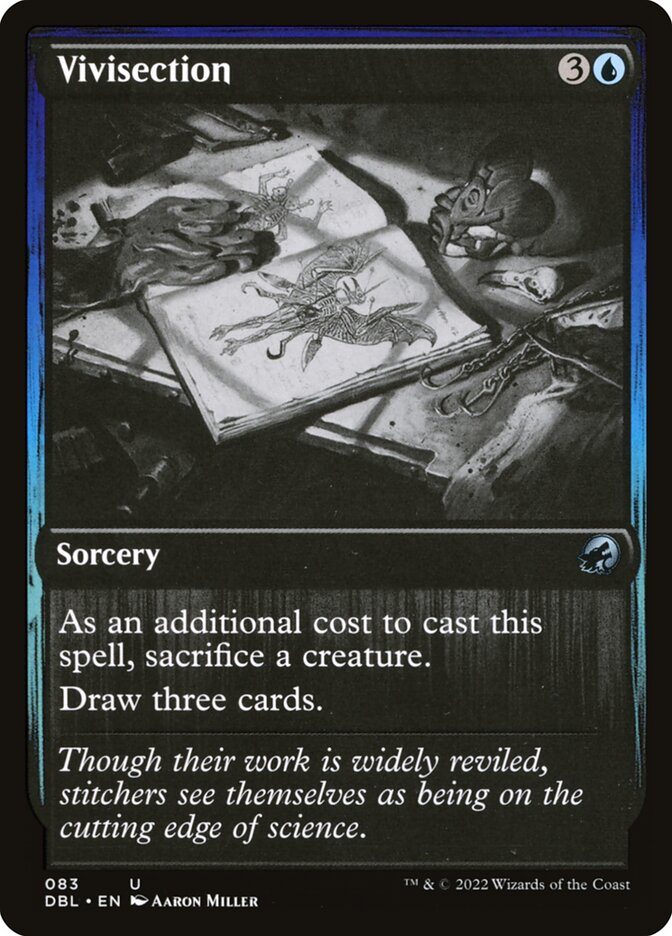 Vivisection 3
Sorcery
As an additional cost to cast this
spell, sacrifice a creature.
Draw three cards.
Though their work is widely reviled,
stitchers see themselves as being on the
cutting edge of science.
083 U
DBL • EN Aaron Miller
™ & © 2022 Wizards of the Coast